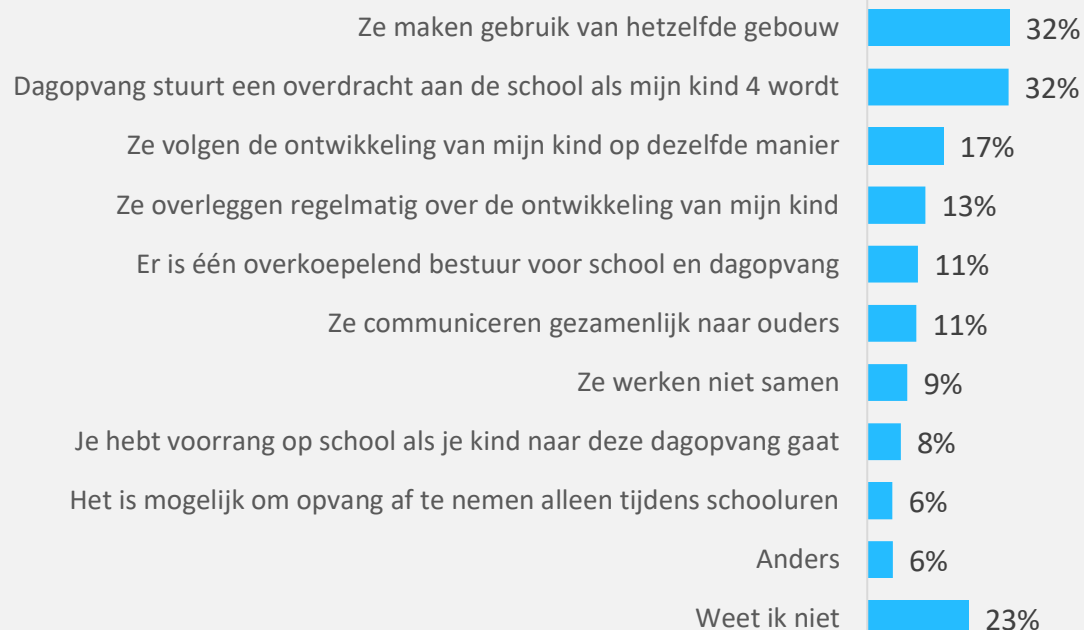 Ze maken gebruik van hetzelfde gebouw 32%
Dagopvang stuurt een overdracht aan de school als mijn kind 4 wordt 32%
Ze volgen de ontwikkeling van mijn kind op dezelfde manier 17%
Ze overleggen regelmatig over de ontwikkeling van mijn kind 13%
Er is één overkoepelend bestuur voor school en dagopvang 11%
Ze communiceren gezamenlijk naar ouders 11%
Ze werken niet samen 9%
Je hebt voorrang op school als je kind naar deze dagopvang gaat 8%
Het is mogelijk om opvang af te nemen alleen tijdens schooluren 6%
Anders 6%
Weet ik niet 23%